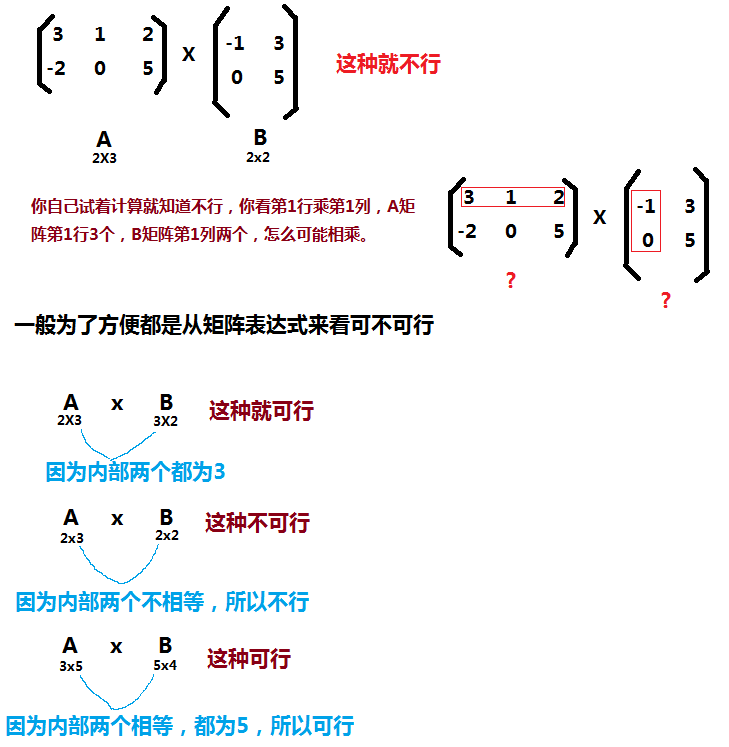 3 1 2 X -1 3
-2 0 5 0 5
这种就不行
A B
2X3 2x2
你自己试着计算就知道不行，你看第1行乘第1列，A矩
阵第1行3个，B矩阵第1列两个，怎么可能相乘。
3 1 2 X -1 3
-2 0 5 0 5
? ?
一般为了方便都是从矩阵表达式来看可不可行
A x B 这种就可行
2X3 3X2
因为内部两个都为3
A x B 这种不可行
2x3 2x2
因为内部两个不相等，所以不行
A x B 这种可行
3x5 5x4
因为内部两个相等，都为5，所以可行